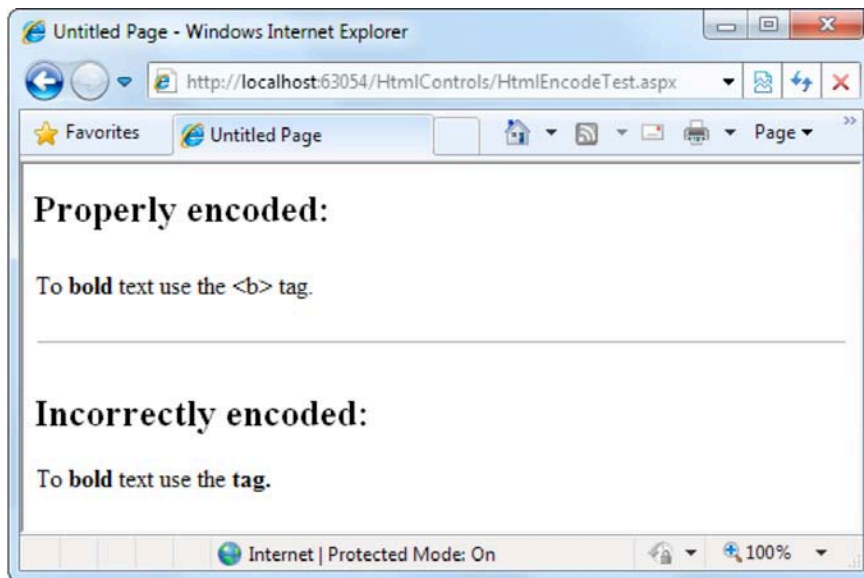 Untitled Page - Windows Internet Explorer
http://localhost:63054/HtmlControls/HtmlEncodeTest.aspx
Favorites Untitled Page Page
Properly encoded:
To bold text use the <b> tag.
Incorrectly encoded:
To bold text use the tag.
Internet | Protected Mode: On 100%